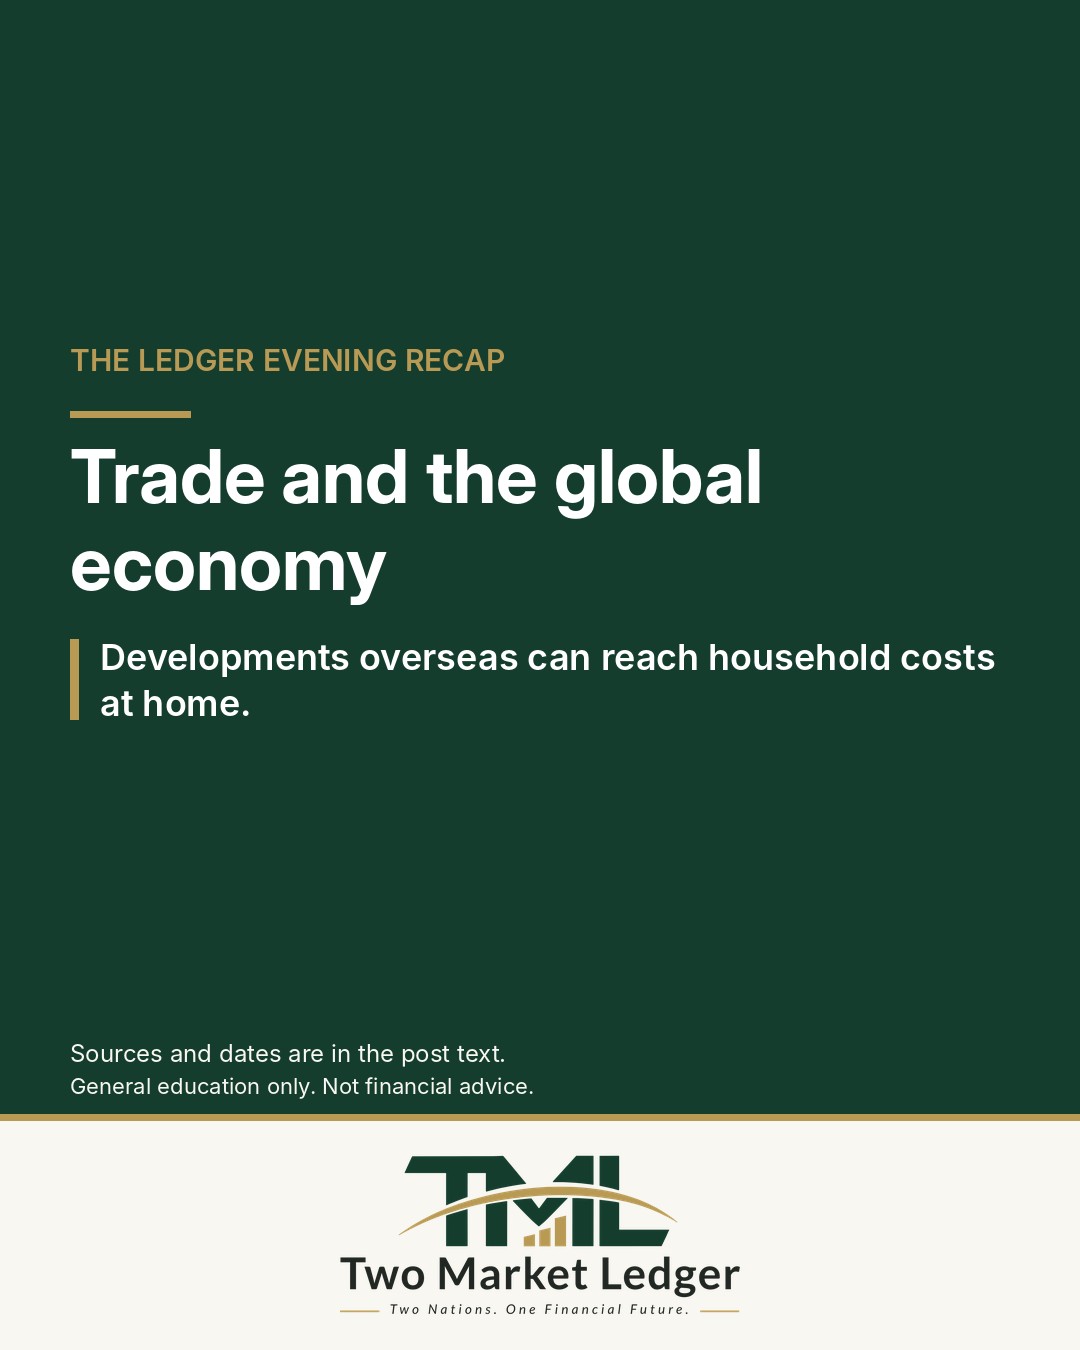 THE LEDGER EVENING RECAP
Trade and the global
economy
Developments overseas can reach household costs
at home.
Sources and dates are in the post text.
General education only. Not financial advice.
TML
Two Market Ledger
Two Nations. One Financial Future.